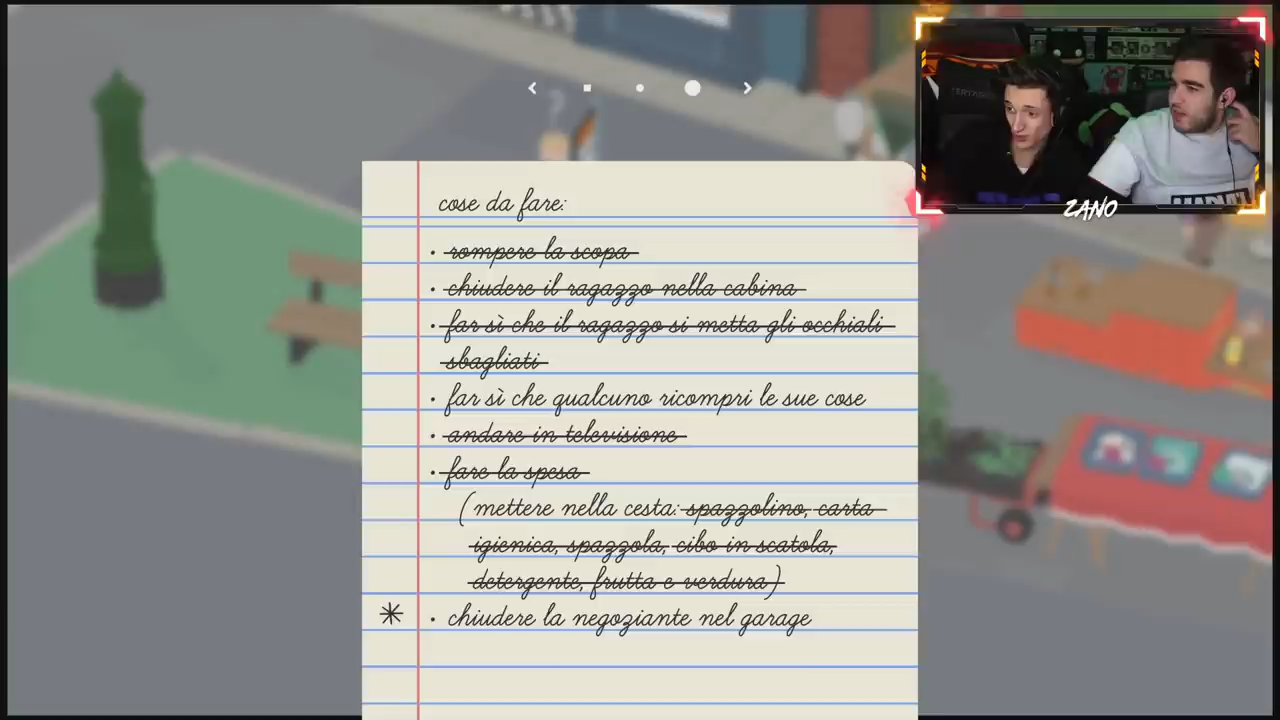 cose da fare:
• rompere la scopa
• chiudere il ragazzo nella cabina
• far sì che il ragazzo si metta gli occhiali
sbagliati
• far sì che qualcuno ricompri le sue cose
• andare in televisione
• fare la spesa
(mettere nella cesta: spazzolino, carta
igienica, spazzola, cibo in scatola,
detergente, frutta e verdura)
• chiudere la negoziante nel garage
ZANO